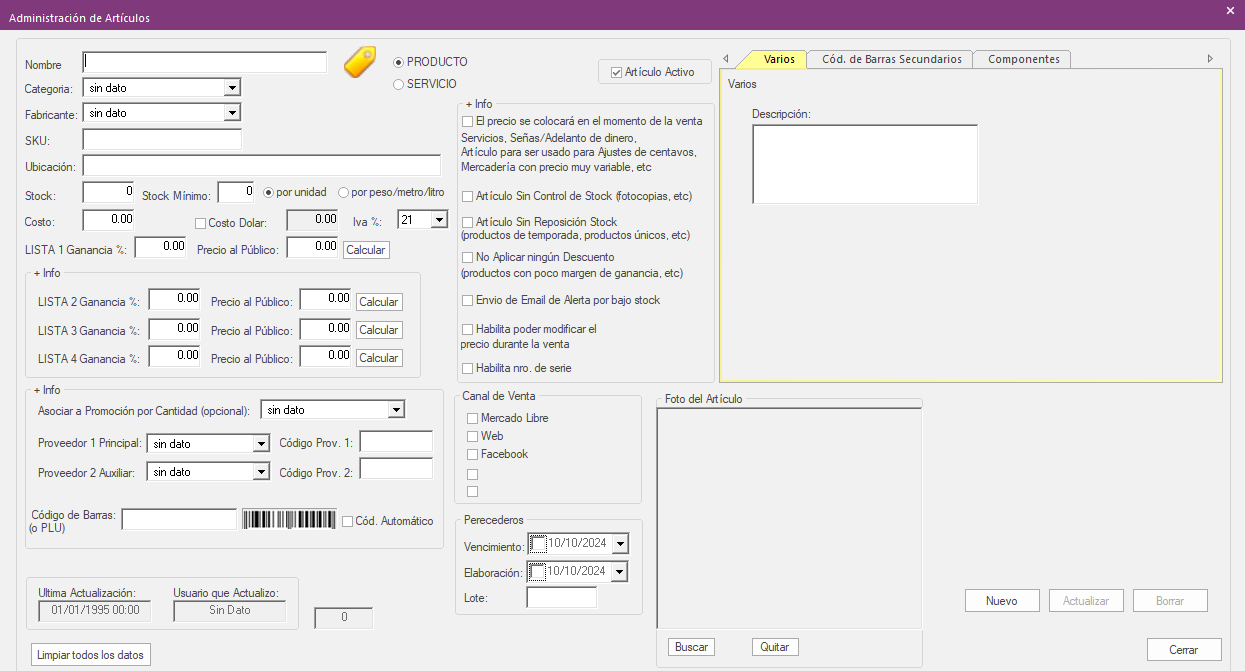 Administración de Artículos
Nombre
PRODUCTO
SERVICIO
Artículo Activo
Categoria: sin dato
Fabricante: sin dato
SKU:
Ubicación:
Stock: 0 Stock Mínimo: 0 por unidad por peso/metro/litro
Costo: 0.00 Costo Dolar: 0.00 Iva %: 21
LISTA 1 Ganancia %: 0.00 Precio al Público: 0.00 Calcular
+ Info
LISTA 2 Ganancia %: 0.00 Precio al Público: 0.00 Calcular
LISTA 3 Ganancia %: 0.00 Precio al Público: 0.00 Calcular
LISTA 4 Ganancia %: 0.00 Precio al Público: 0.00 Calcular
+ Info
Asociar a Promoción por Cantidad (opcional): sin dato
Proveedor 1 Principal: sin dato Código Prov. 1:
Proveedor 2 Auxiliar: sin dato Código Prov. 2:
Código de Barras:
(o PLU)
Cód. Automático
Ultima Actualización: Usuario que Actualizo:
01/01/1995 00:00 Sin Dato 0
Limpiar todos los datos
+ Info
El precio se colocará en el momento de la venta
Servicios, Señas/Adelanto de dinero,
Artículo para ser usado para Ajustes de centavos,
Mercadería con precio muy variable, etc
Artículo Sin Control de Stock (fotocopias, etc)
Artículo Sin Reposición Stock
(productos de temporada, productos únicos, etc)
No Aplicar ningún Descuento
(productos con poco margen de ganancia, etc)
Envio de Email de Alerta por bajo stock
Habilita poder modificar el
precio durante la venta
Habilita nro. de serie
Canal de Venta
Mercado Libre
Web
Facebook
Perecederos
Vencimiento: 10/10/2024
Elaboración: 10/10/2024
Lote:
Varios Cód. de Barras Secundarios Componentes
Varios
Descripción:
Foto del Artículo
Buscar Quitar
Nuevo Actualizar Borrar
Cerrar